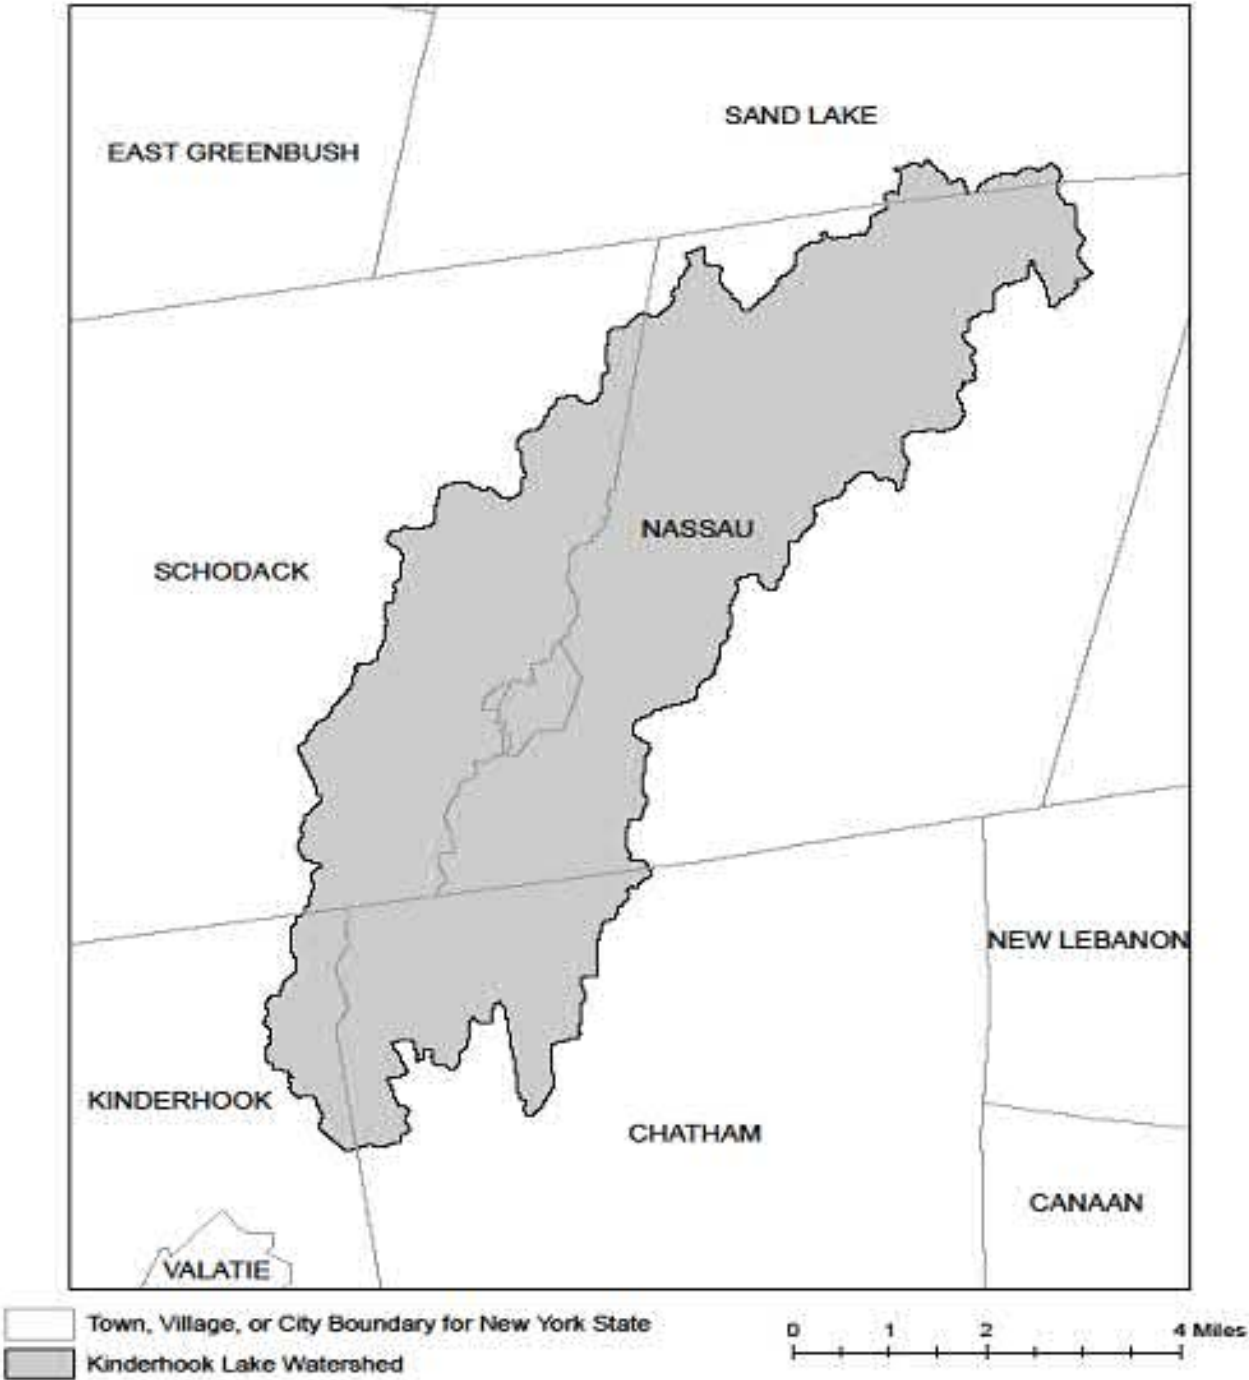 SAND LAKE
EAST GREENBUSH
NASSAU
SCHODACK
NEW LEBANON
KINDERHOOK
CHATHAM
CANAAN
VALATIE
Town, Village, or City Boundary for New York State
Kinderhook Lake Watershed
0 1 2 4 Miles